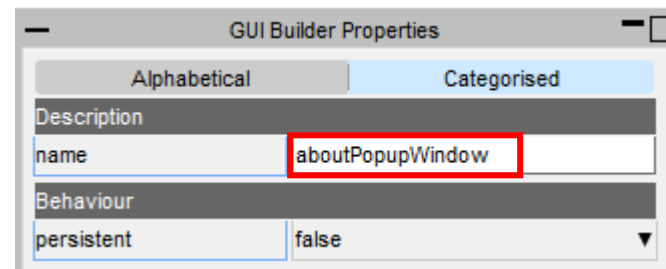 GUI Builder Properties
Alphabetical Categorised
Description
name aboutPopupWindow
Behaviour
persistent false